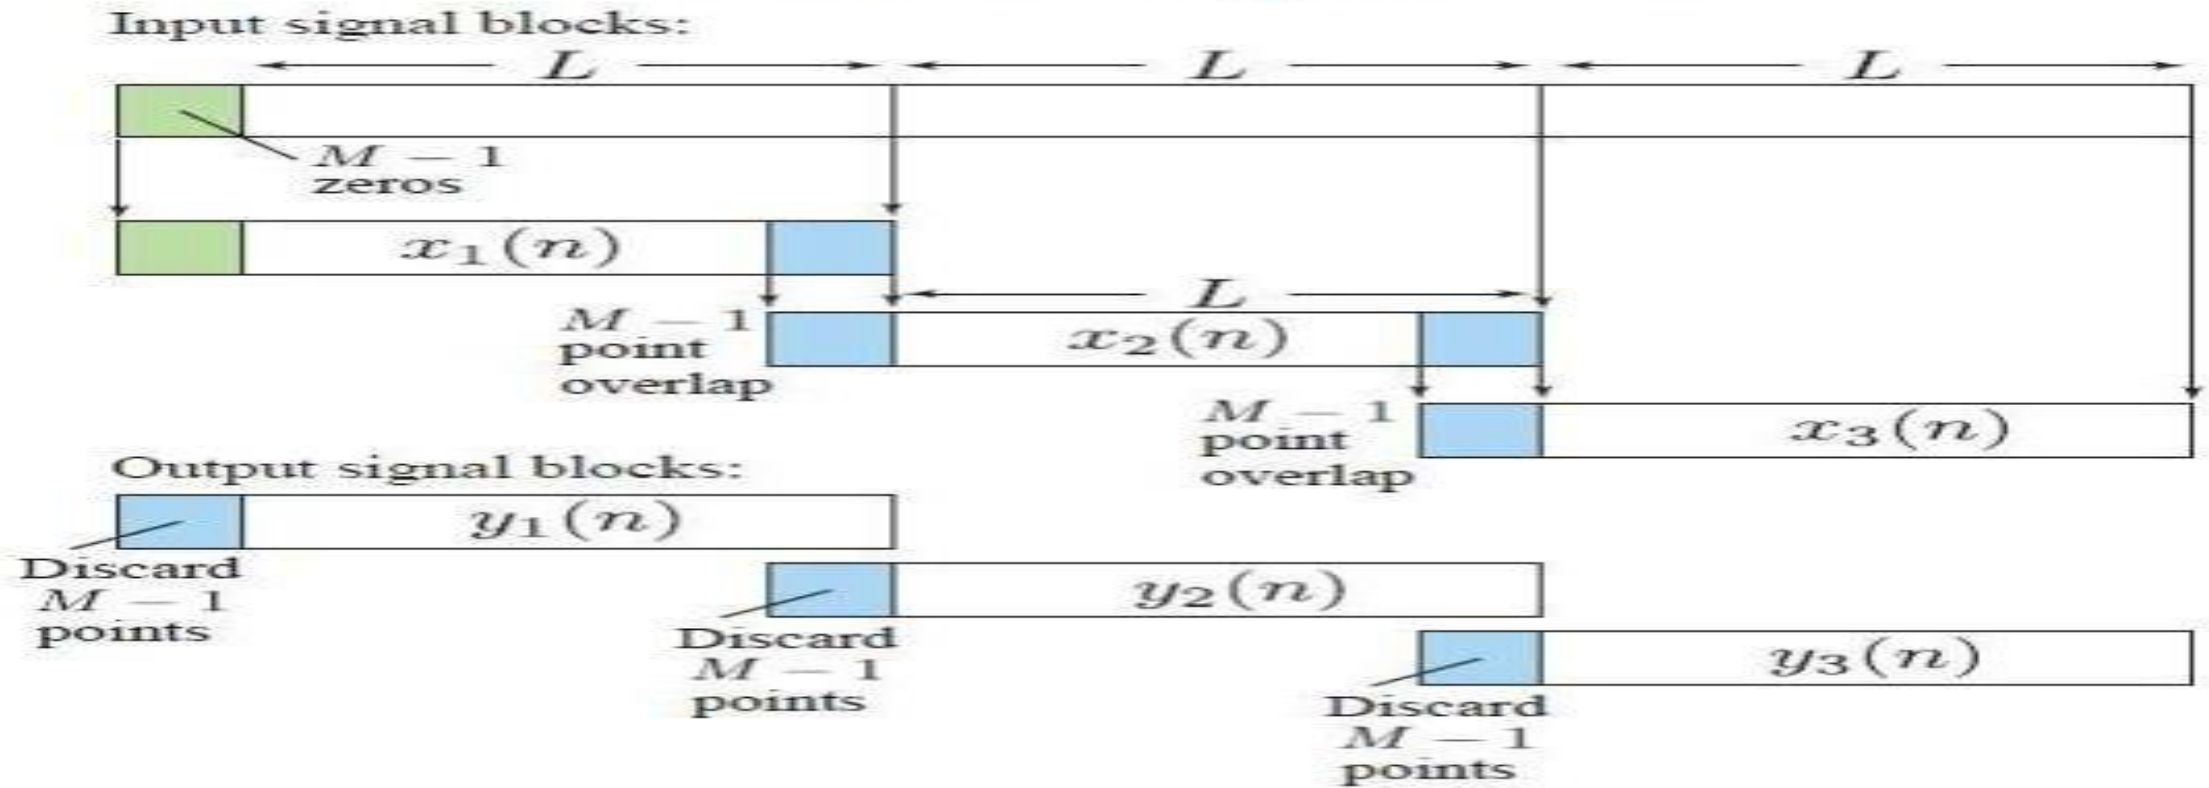 Input signal blocks:
L L L
M − 1
zeros
x₁(n)
L
M − 1
point
overlap
x₂(n)
M − 1
point
overlap
x₃(n)
Output signal blocks:
y₁(n)
Discard
M − 1
points
y₂(n)
Discard
M − 1
points
y₃(n)
Discard
M − 1
points